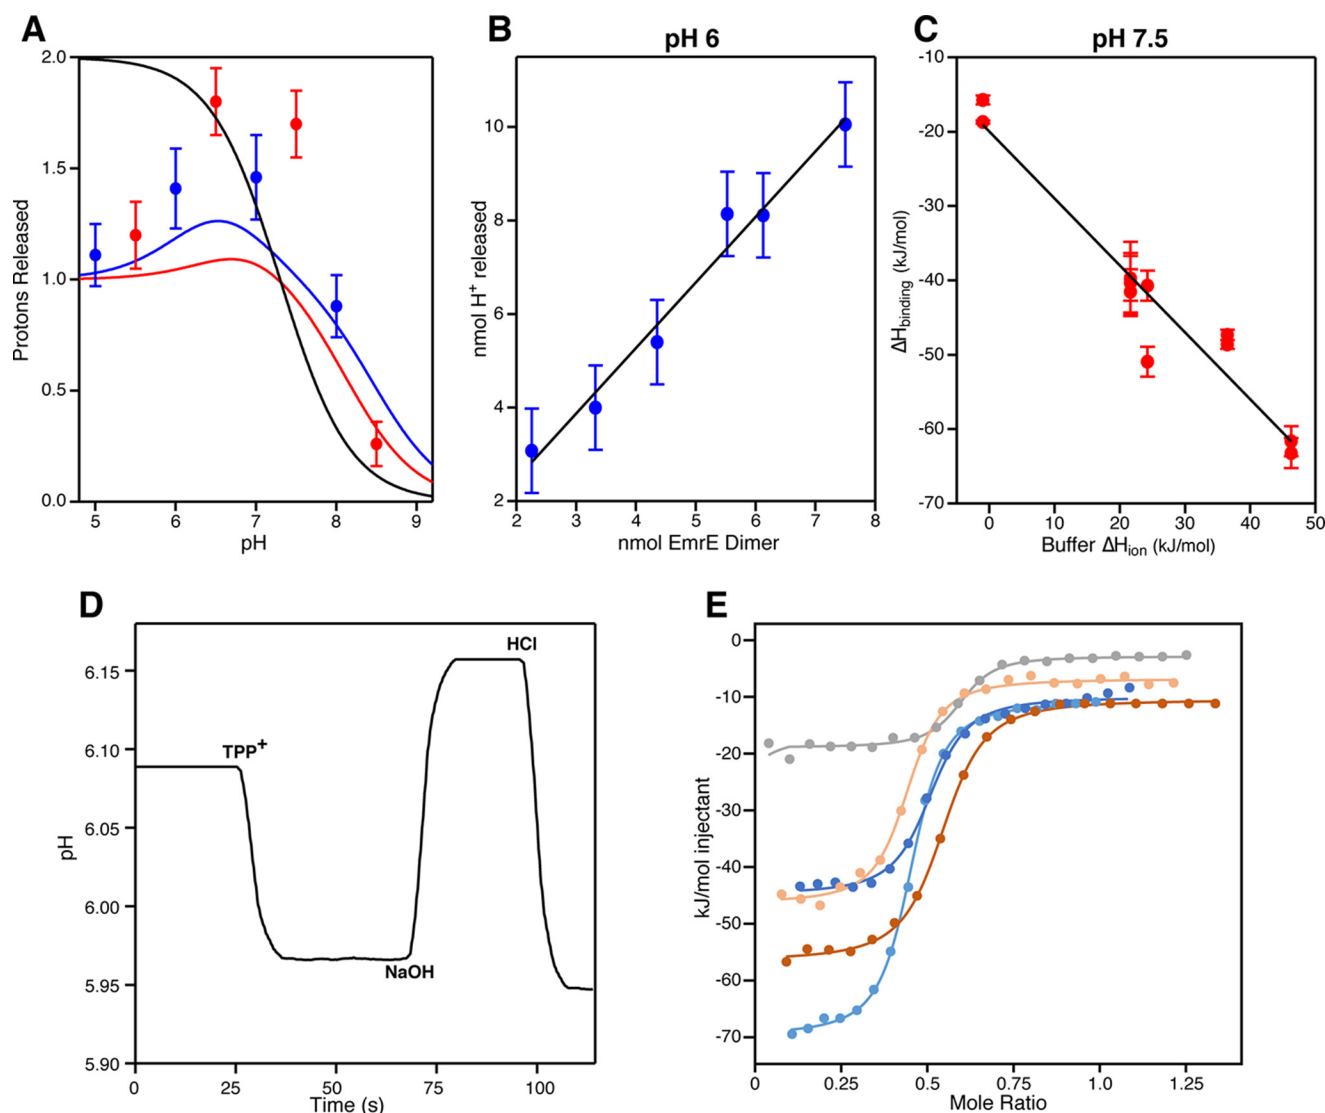 A
2.0
1.5
1.0
0.5
0.0
5 6 7 8 9
pH
Protons Released
B
pH 6
10
8
6
4
2
2 3 4 5 6 7 8
nmol EmrE Dimer
nmol H+ released
C
pH 7.5
-10
-20
-30
-40
-50
-60
-70
0 10 20 30 40 50
Buffer ΔHion (kJ/mol)
ΔHbinding (kJ/mol)
D
6.15
6.10
6.05
6.00
5.95
5.90
TPP+
NaOH
HCl
0 25 50 75 100
Time (s)
pH
E
0
-10
-20
-30
-40
-50
-60
-70
0 0.25 0.5 0.75 1.0 1.25
Mole Ratio
kJ/mol injectant